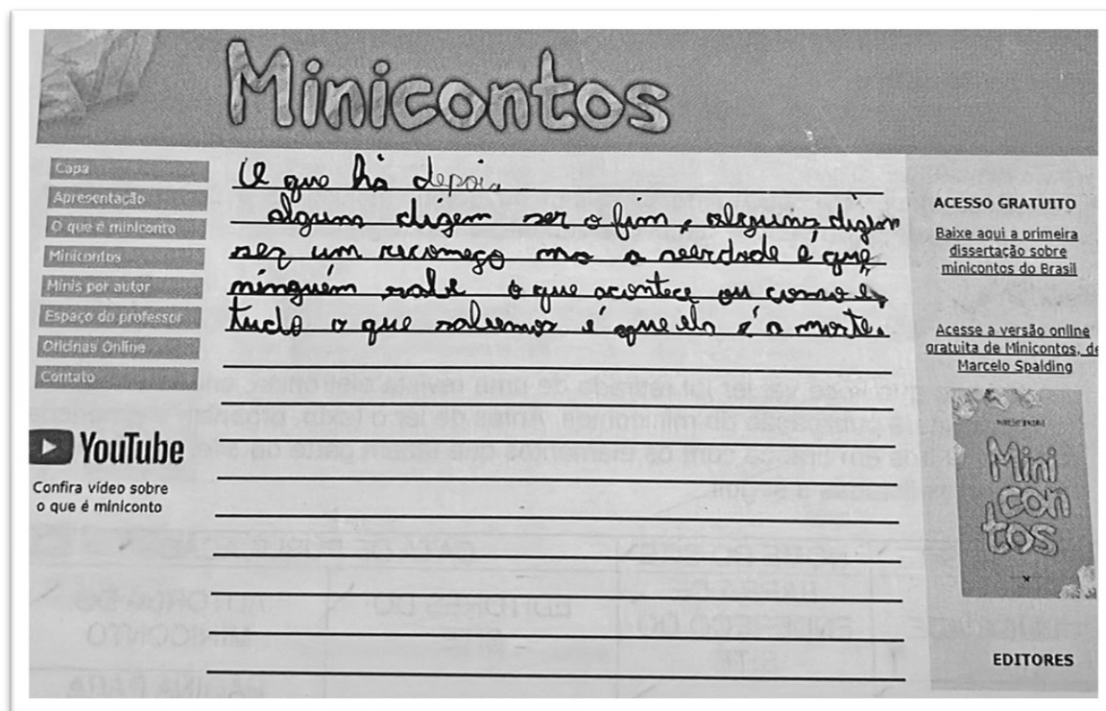 Minicontos
Capa
Apresentação
O que é miniconto
Minicontos
Minis por autor
Espaço do professor
Oficinas Online
Contato
YouTube
Confira vídeo sobre
o que é miniconto
O que há depois
alguns dizem ser o fim, alguns dizem
ser um recomeço mas a verdade é que
ninguém sabe o que acontece ou como é,
tudo o que sabemos é que ela é a morte.
ACESSO GRATUITO
Baixe aqui a primeira
dissertação sobre
minicontos do Brasil
Acesse a versão online
gratuita de Minicontos, de
Marcelo Spalding
Mini
con
tos
EDITORES